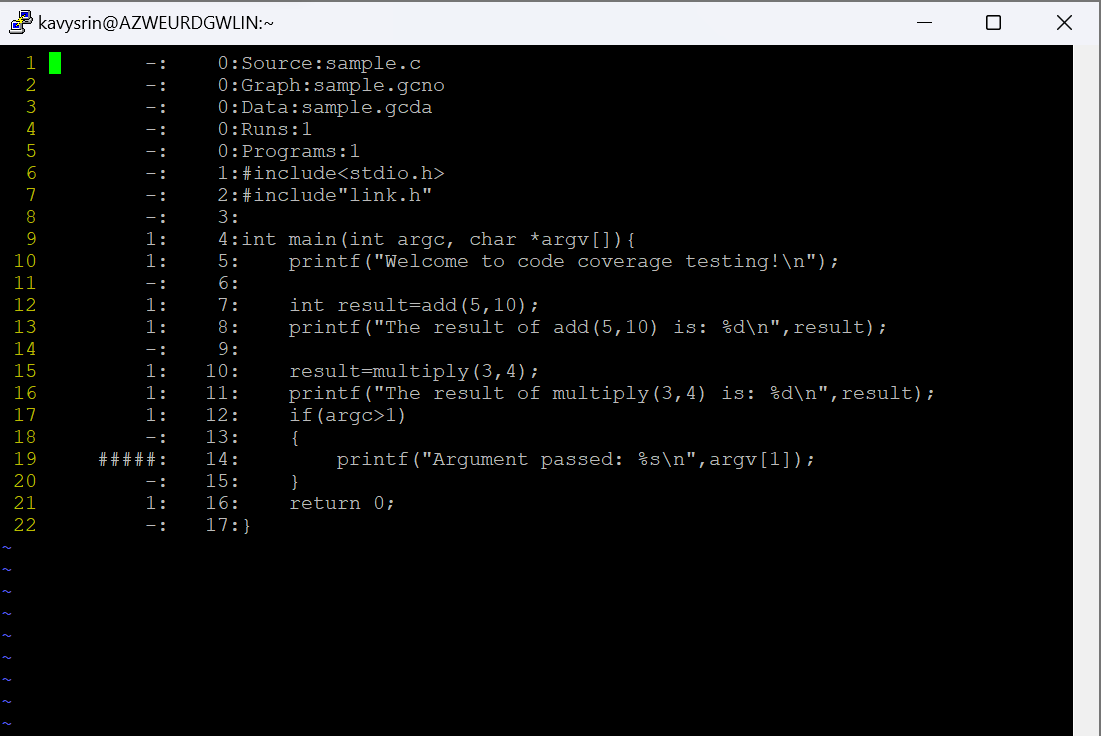 kavysrin@AZWEURDGWLIN:~
1         -:    0:Source:sample.c
2         -:    0:Graph:sample.gcno
3         -:    0:Data:sample.gcda
4         -:    0:Runs:1
5         -:    0:Programs:1
6         -:    1:#include<stdio.h>
7         -:    2:#include"link.h"
8         -:    3:
9         1:    4:int main(int argc, char *argv[]){
10         1:    5:    printf("Welcome to code coverage testing!\n");
11         -:    6:
12         1:    7:    int result=add(5,10);
13         1:    8:    printf("The result of add(5,10) is: %d\n",result);
14         -:    9:
15         1:   10:    result=multiply(3,4);
16         1:   11:    printf("The result of multiply(3,4) is: %d\n",result);
17         1:   12:    if(argc>1)
18         -:   13:    {
19     #####:   14:        printf("Argument passed: %s\n",argv[1]);
20         -:   15:    }
21         1:   16:    return 0;
22         -:   17:}
~
~
~
~
~
~
~
~
~